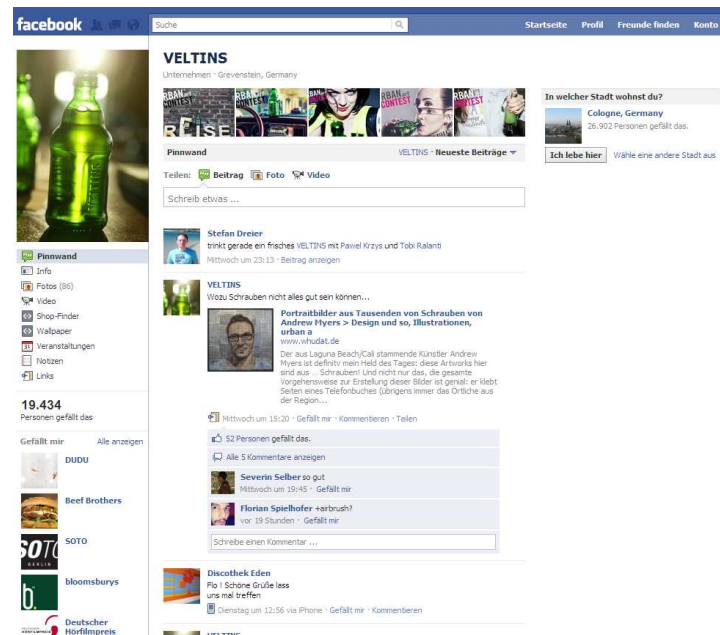 facebook
Suche
Startseite Profil Freunde finden Konto
VELTINS
Unternehmen · Grevenstein, Germany
Pinnwand
VELTINS · Neueste Beiträge
Teilen: Beitrag Foto Video
Schreib etwas ...
In welcher Stadt wohnst du?
Cologne, Germany
26.902 Personen gefällt das.
Ich lebe hier Wähle eine andere Stadt aus
Pinnwand
Info
Fotos (86)
Video
Shop-Finder
Wallpaper
Veranstaltungen
Notizen
Links
19.434
Personen gefällt das
Gefällt mir Alle anzeigen
DUDU
Beef Brothers
SOTO
bloomsburys
Deutscher
Hörfilmpreis
Stefan Dreier
trinkt gerade ein frisches VELTINS mit Pawel Krzys und Tobi Ralanti
Mittwoch um 23:13 · Beitrag anzeigen
VELTINS
Wozu Schrauben nicht alles gut sein können...
Portraitbilder aus Tausenden von Schrauben von
Andrew Myers > Design und so, Illustrationen,
urban a
www.whudat.de
Der aus Laguna Beach/Cali stammende Künstler Andrew
Myers ist definitv mein Held des Tages: diese Artworks hier
sind aus ... Schrauben! Und nicht nur das, die gesamte
Vorgehensweise zur Erstellung dieser Bilder ist genial: er klebt
Seiten eines Telefonbuches (übrigens immer das Örtliche aus
der Region...
Mittwoch um 15:20 · Gefällt mir · Kommentieren · Teilen
52 Personen gefällt das.
Alle 5 Kommentare anzeigen
Severin Selber so gut
Mittwoch um 19:45 · Gefällt mir
Florian Spielhofer +airbrush?
vor 19 Stunden · Gefällt mir
Schreibe einen Kommentar ...
Discothek Eden
Flo ! Schöne Grüße lass
uns mal treffen
Dienstag um 12:56 via iPhone · Gefällt mir · Kommentieren
VELTINS